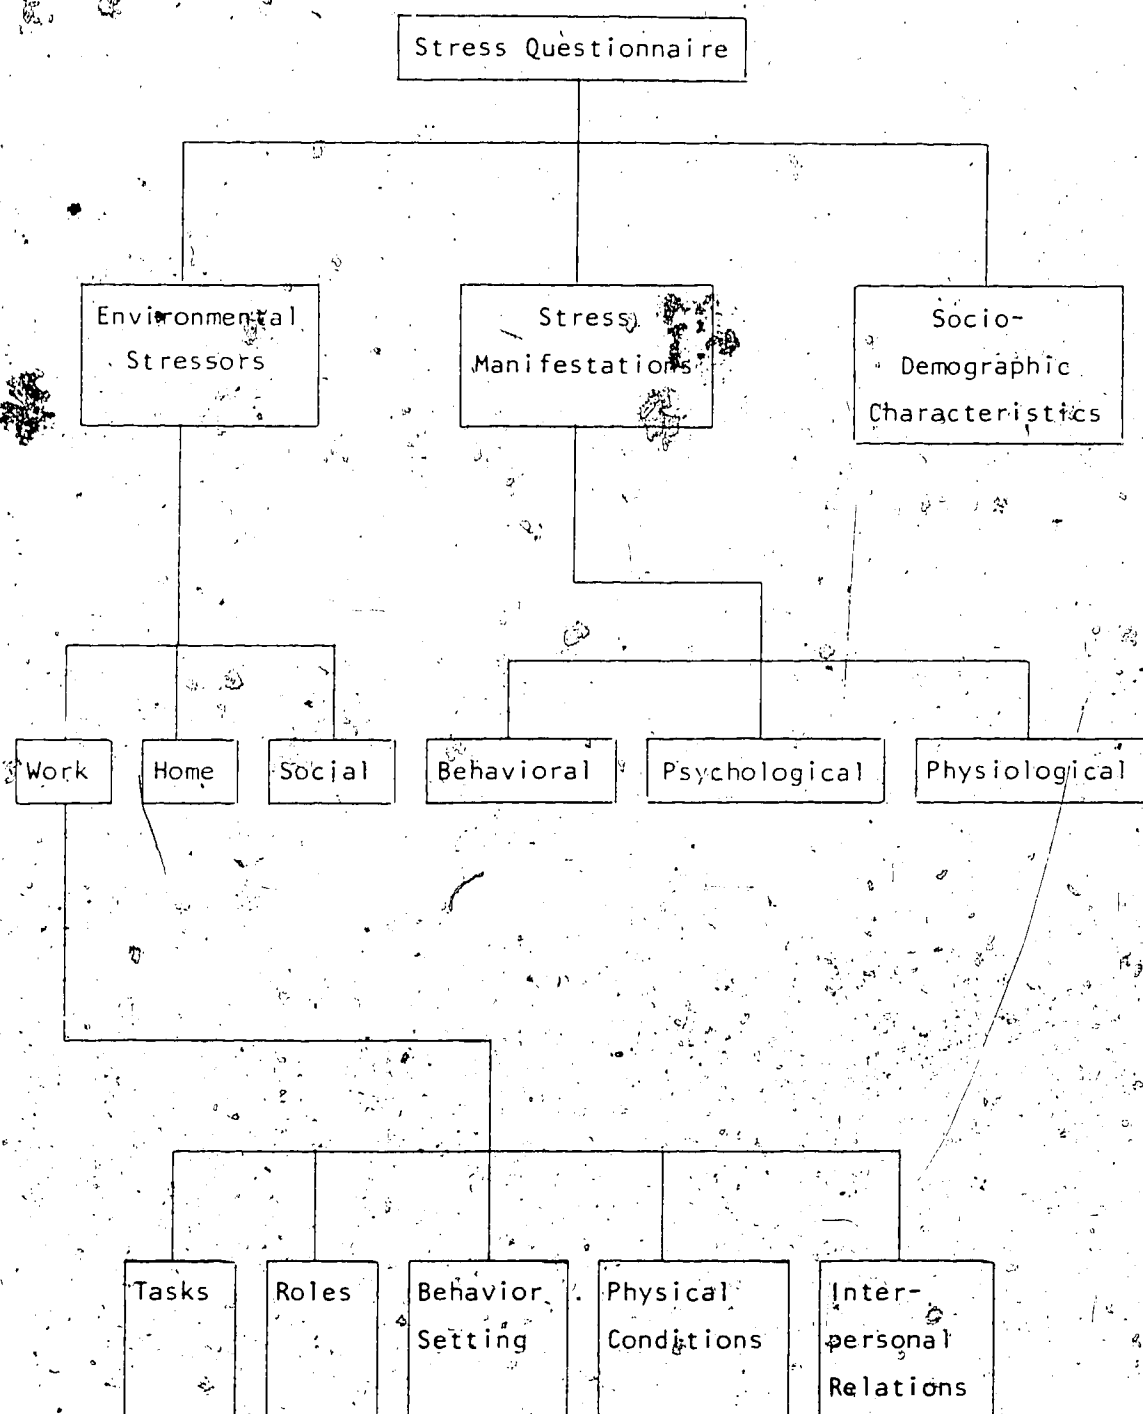 Stress Questionnaire
Environmental
Stressors
Stress
Manifestations
Socio-
Demographic
Characteristics
Work
Home
Social
Behavioral
Psychological
Physiological
Tasks
Roles
Behavior
Setting
Physical
Conditions
Inter-
personal
Relations